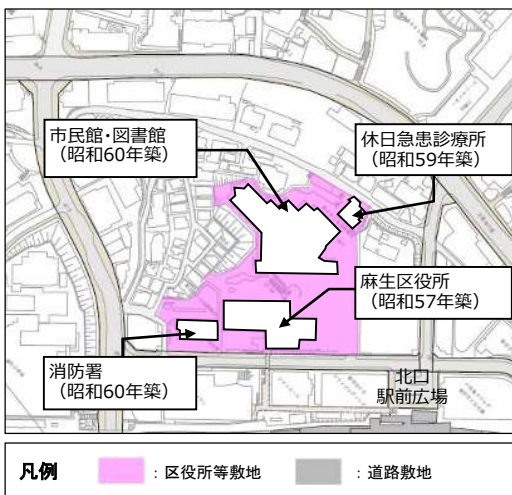 市民館・図書館
（昭和60年築）
休日急患診療所
（昭和59年築）
麻生区役所
（昭和57年築）
消防署
（昭和60年築）
北口
駅前広場
凡例
：区役所等敷地
：道路敷地